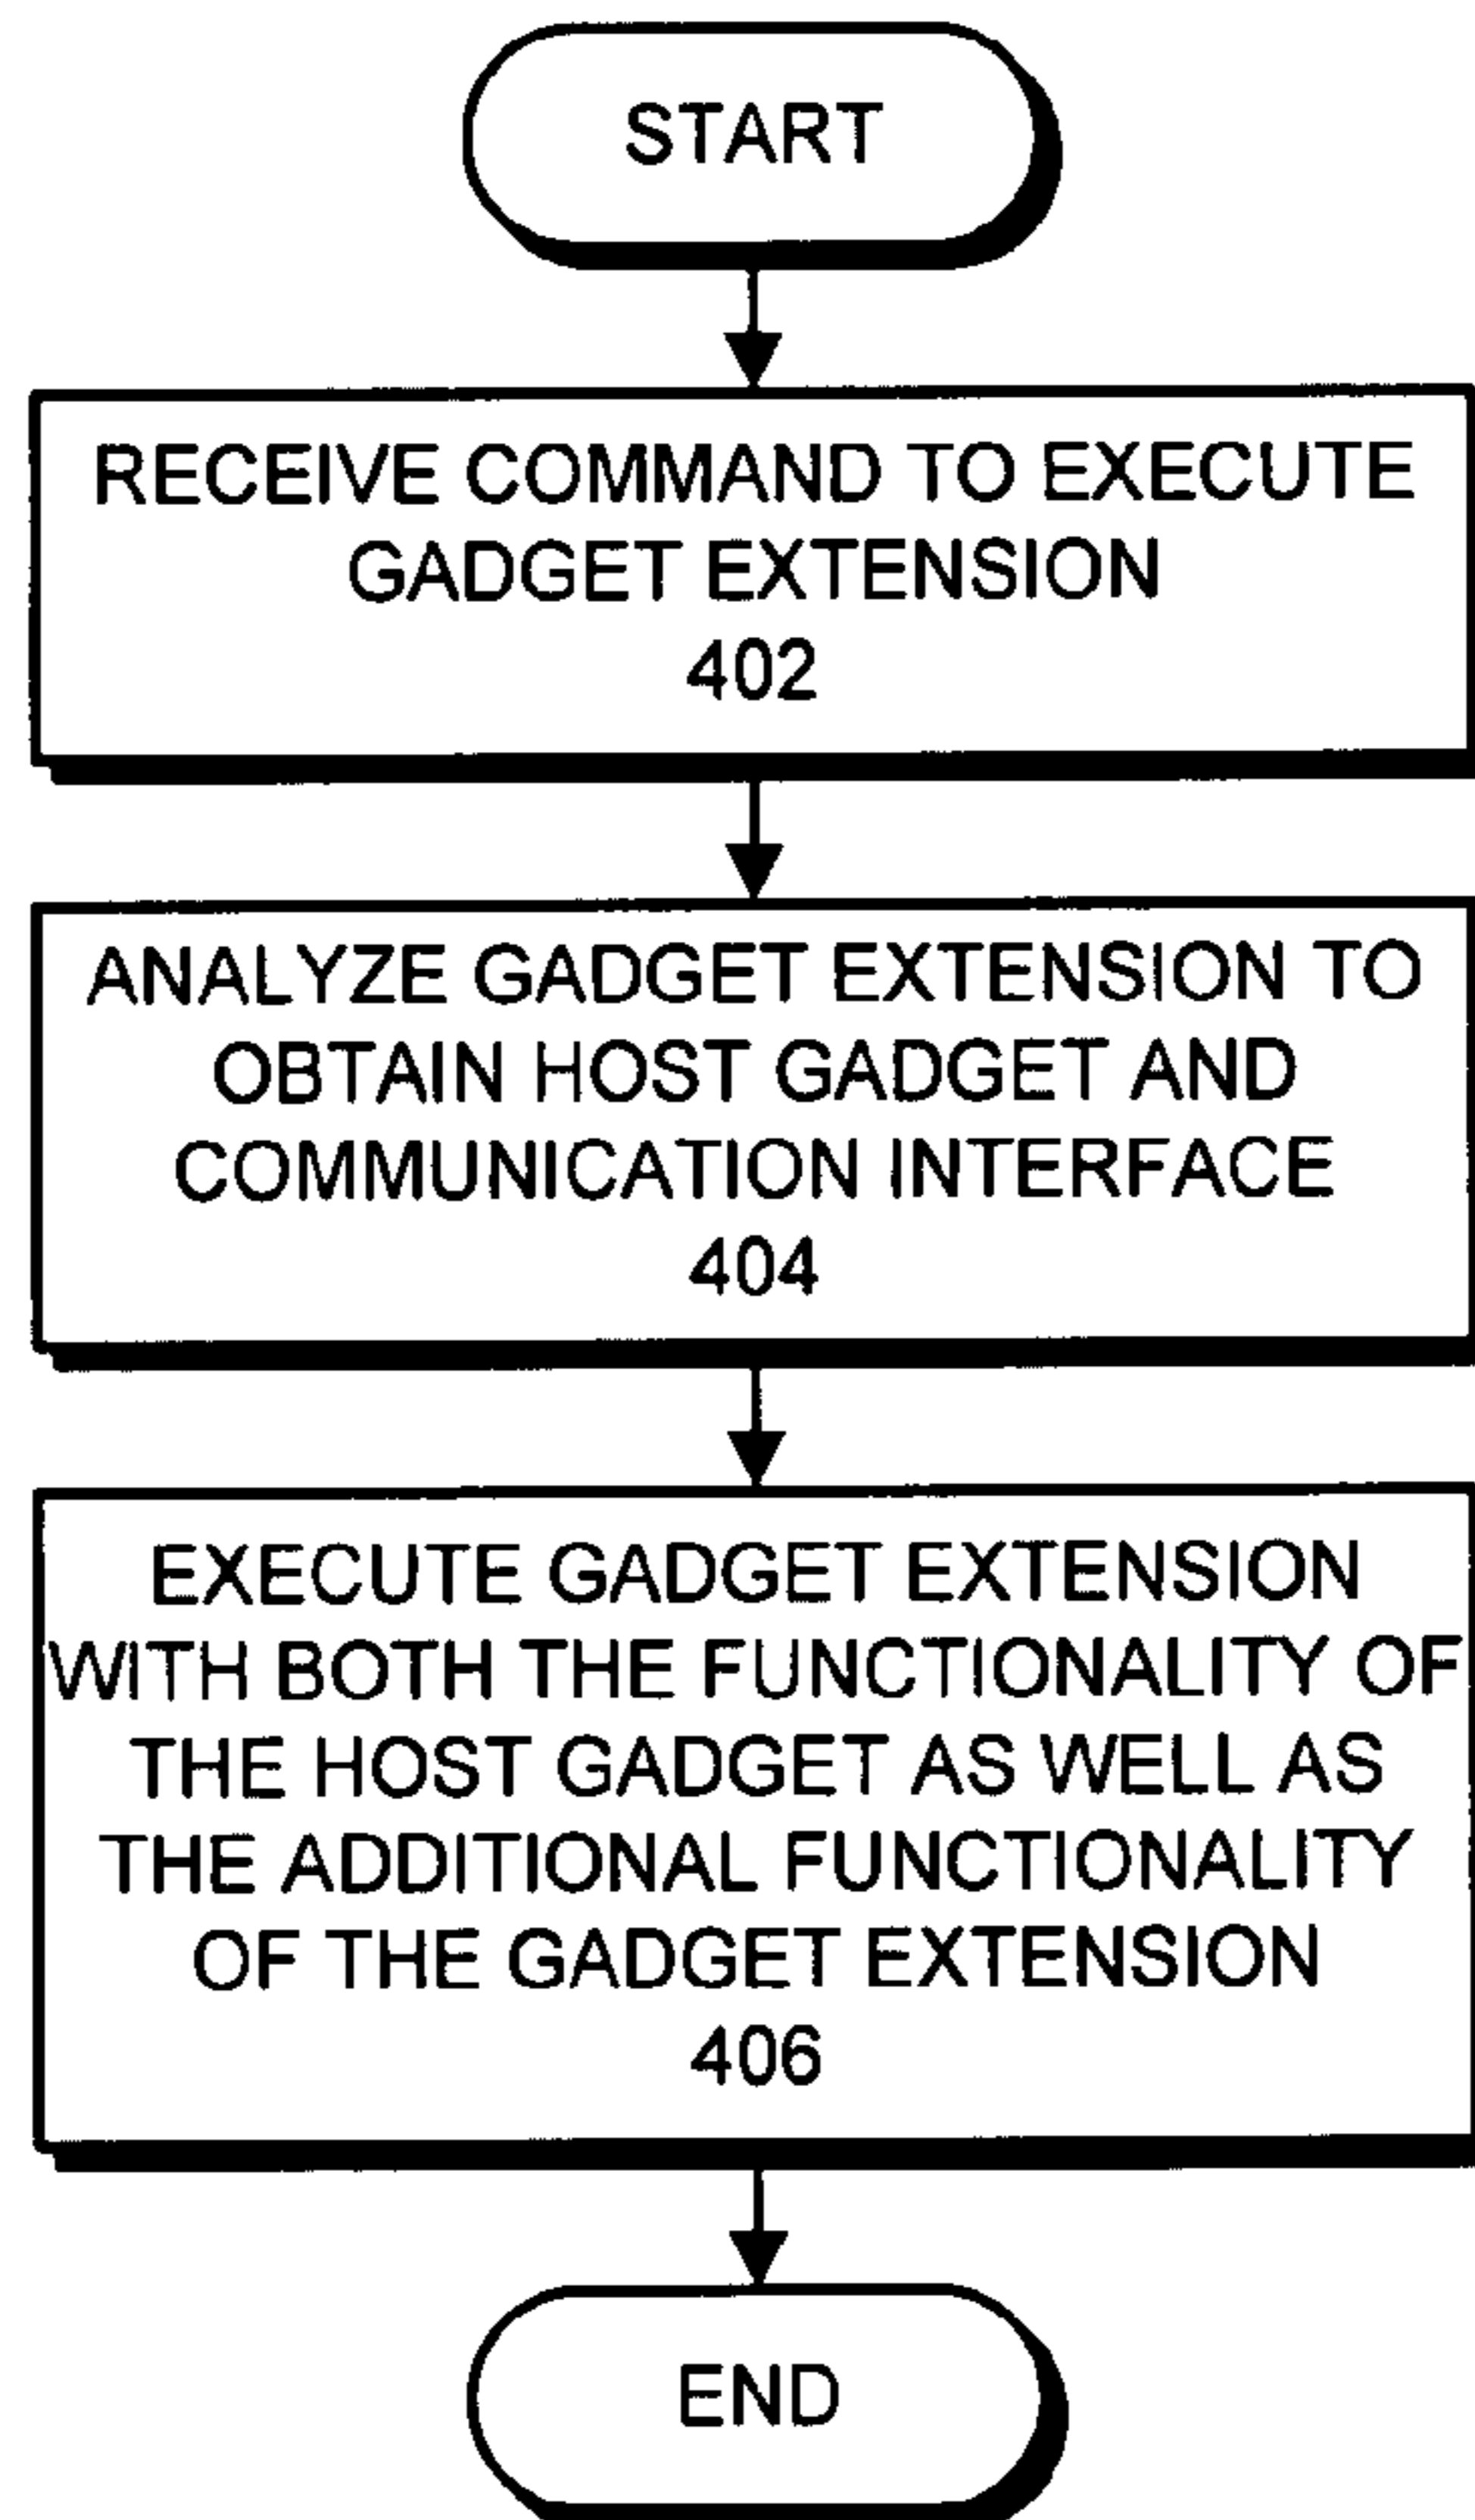 START
RECEIVE COMMAND TO EXECUTE
GADGET EXTENSION
402
ANALYZE GADGET EXTENSION TO
OBTAIN HOST GADGET AND
COMMUNICATION INTERFACE
404
EXECUTE GADGET EXTENSION
WITH BOTH THE FUNCTIONALITY OF
THE HOST GADGET AS WELL AS
THE ADDITIONAL FUNCTIONALITY
OF THE GADGET EXTENSION
406
END